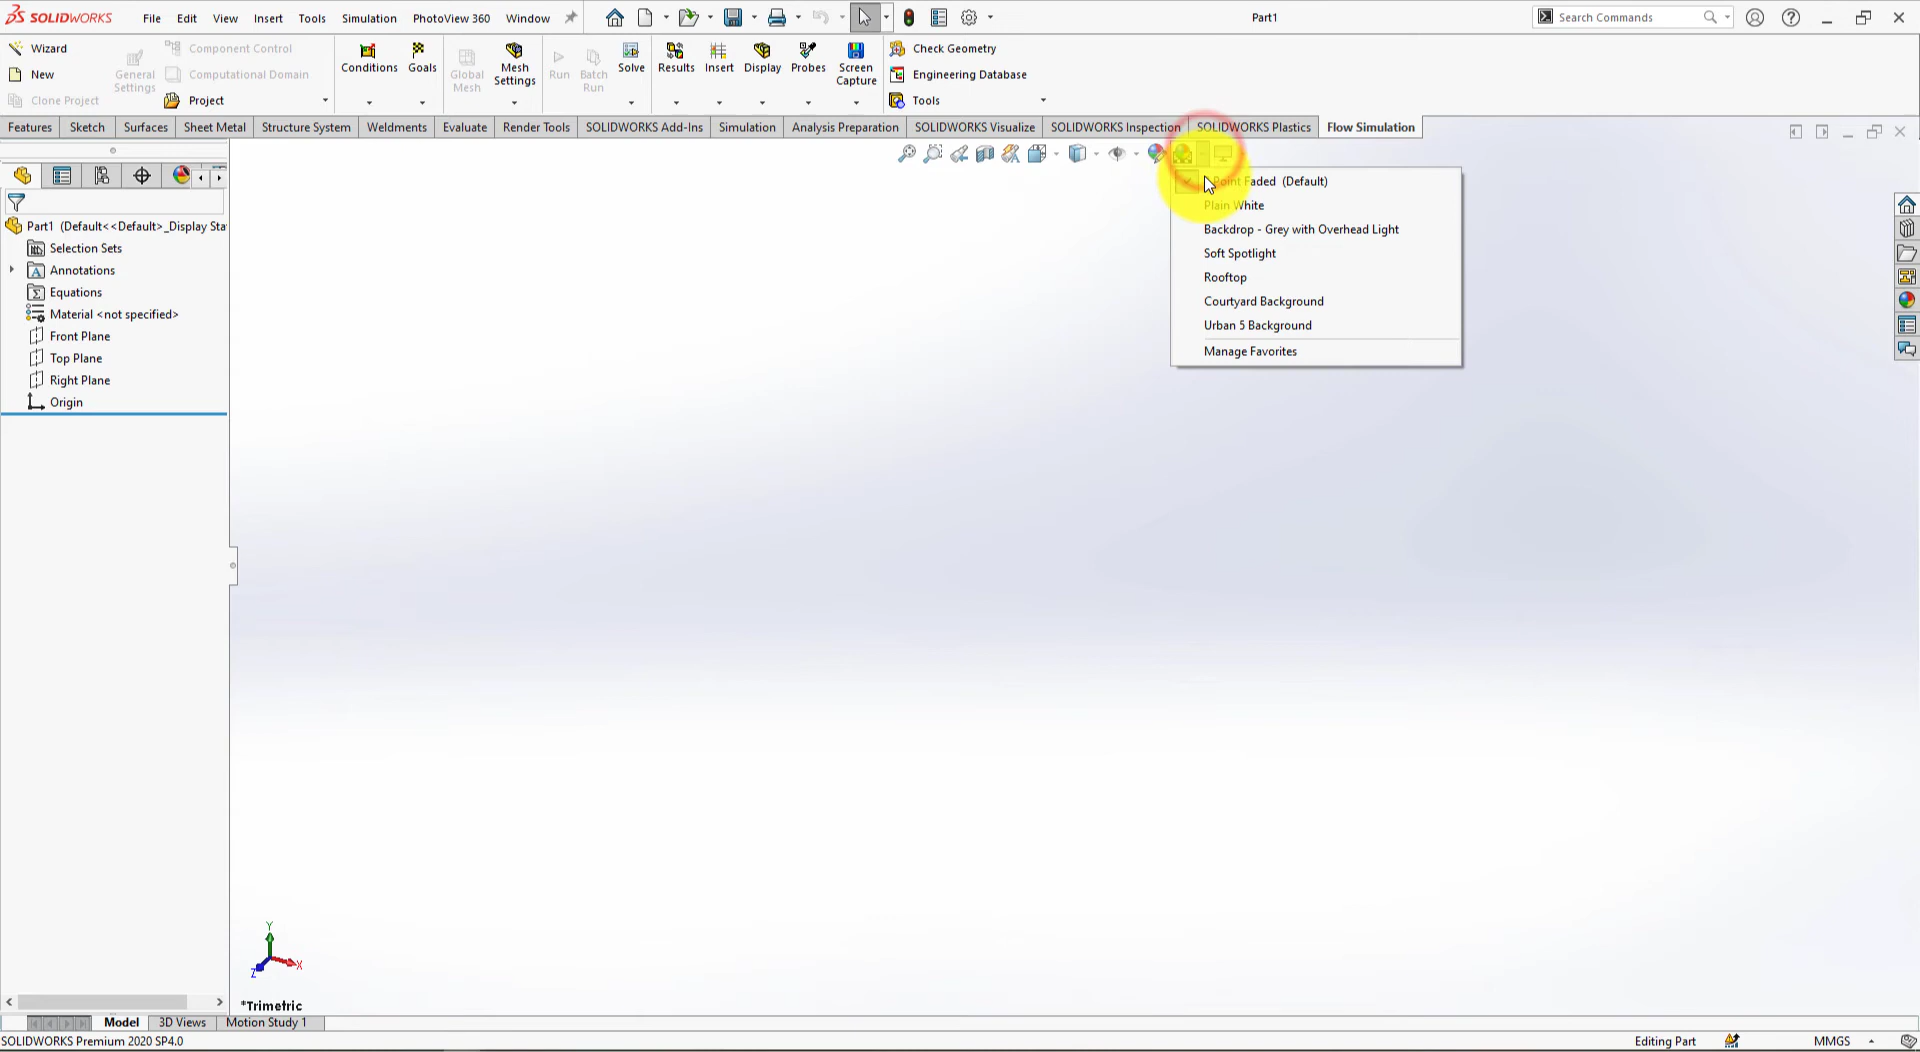 SOLIDWORKS File Edit View Insert Tools Simulation PhotoView 360 Window Part1 Search Commands
Wizard Component Control Conditions Goals Solve Results Insert Display Probes Check Geometry
New General Settings Computational Domain Global Mesh Mesh Settings Run Batch Run Screen Capture Engineering Database
Clone Project Project Tools
Features Sketch Surfaces Sheet Metal Structure System Weldments Evaluate Render Tools SOLIDWORKS Add-Ins Simulation Analysis Preparation SOLIDWORKS Visualize SOLIDWORKS Inspection SOLIDWORKS Plastics Flow Simulation
Point Faded (Default)
Plain White
Backdrop - Grey with Overhead Light
Soft Spotlight
Rooftop
Courtyard Background
Urban 5 Background
Manage Favorites
Part1 (Default<<Default>_Display Sta
Selection Sets
Annotations
Equations
Material <not specified>
Front Plane
Top Plane
Right Plane
Origin
Y
X
Z
*Trimetric
Model 3D Views Motion Study 1
SOLIDWORKS Premium 2020 SP4.0 Editing Part MMGS